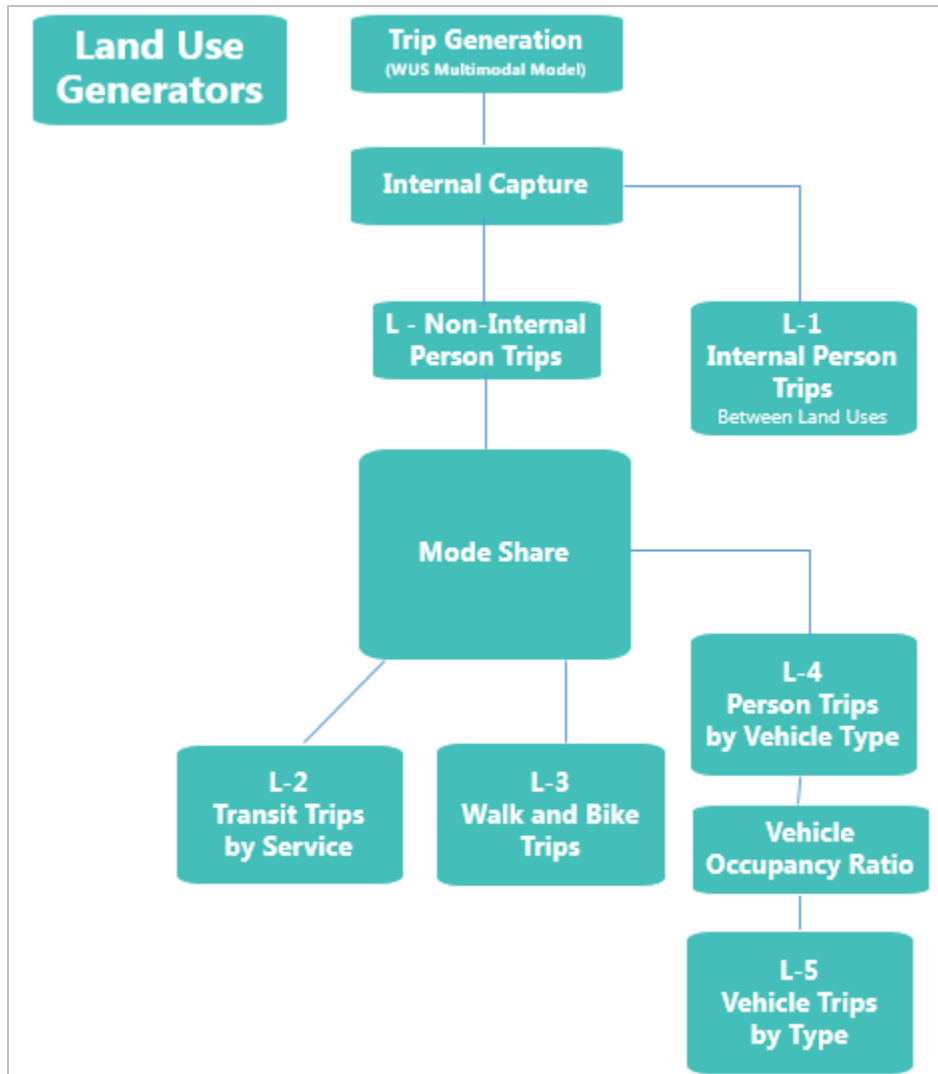 Land Use
Generators
Trip Generation
(WUS Multimodal Model)
Internal Capture
L - Non-Internal
Person Trips
L-1
Internal Person
Trips
Between Land Uses
Mode Share
L-4
Person Trips
by Vehicle Type
L-2
Transit Trips
by Service
L-3
Walk and Bike
Trips
Vehicle
Occupancy Ratio
L-5
Vehicle Trips
by Type